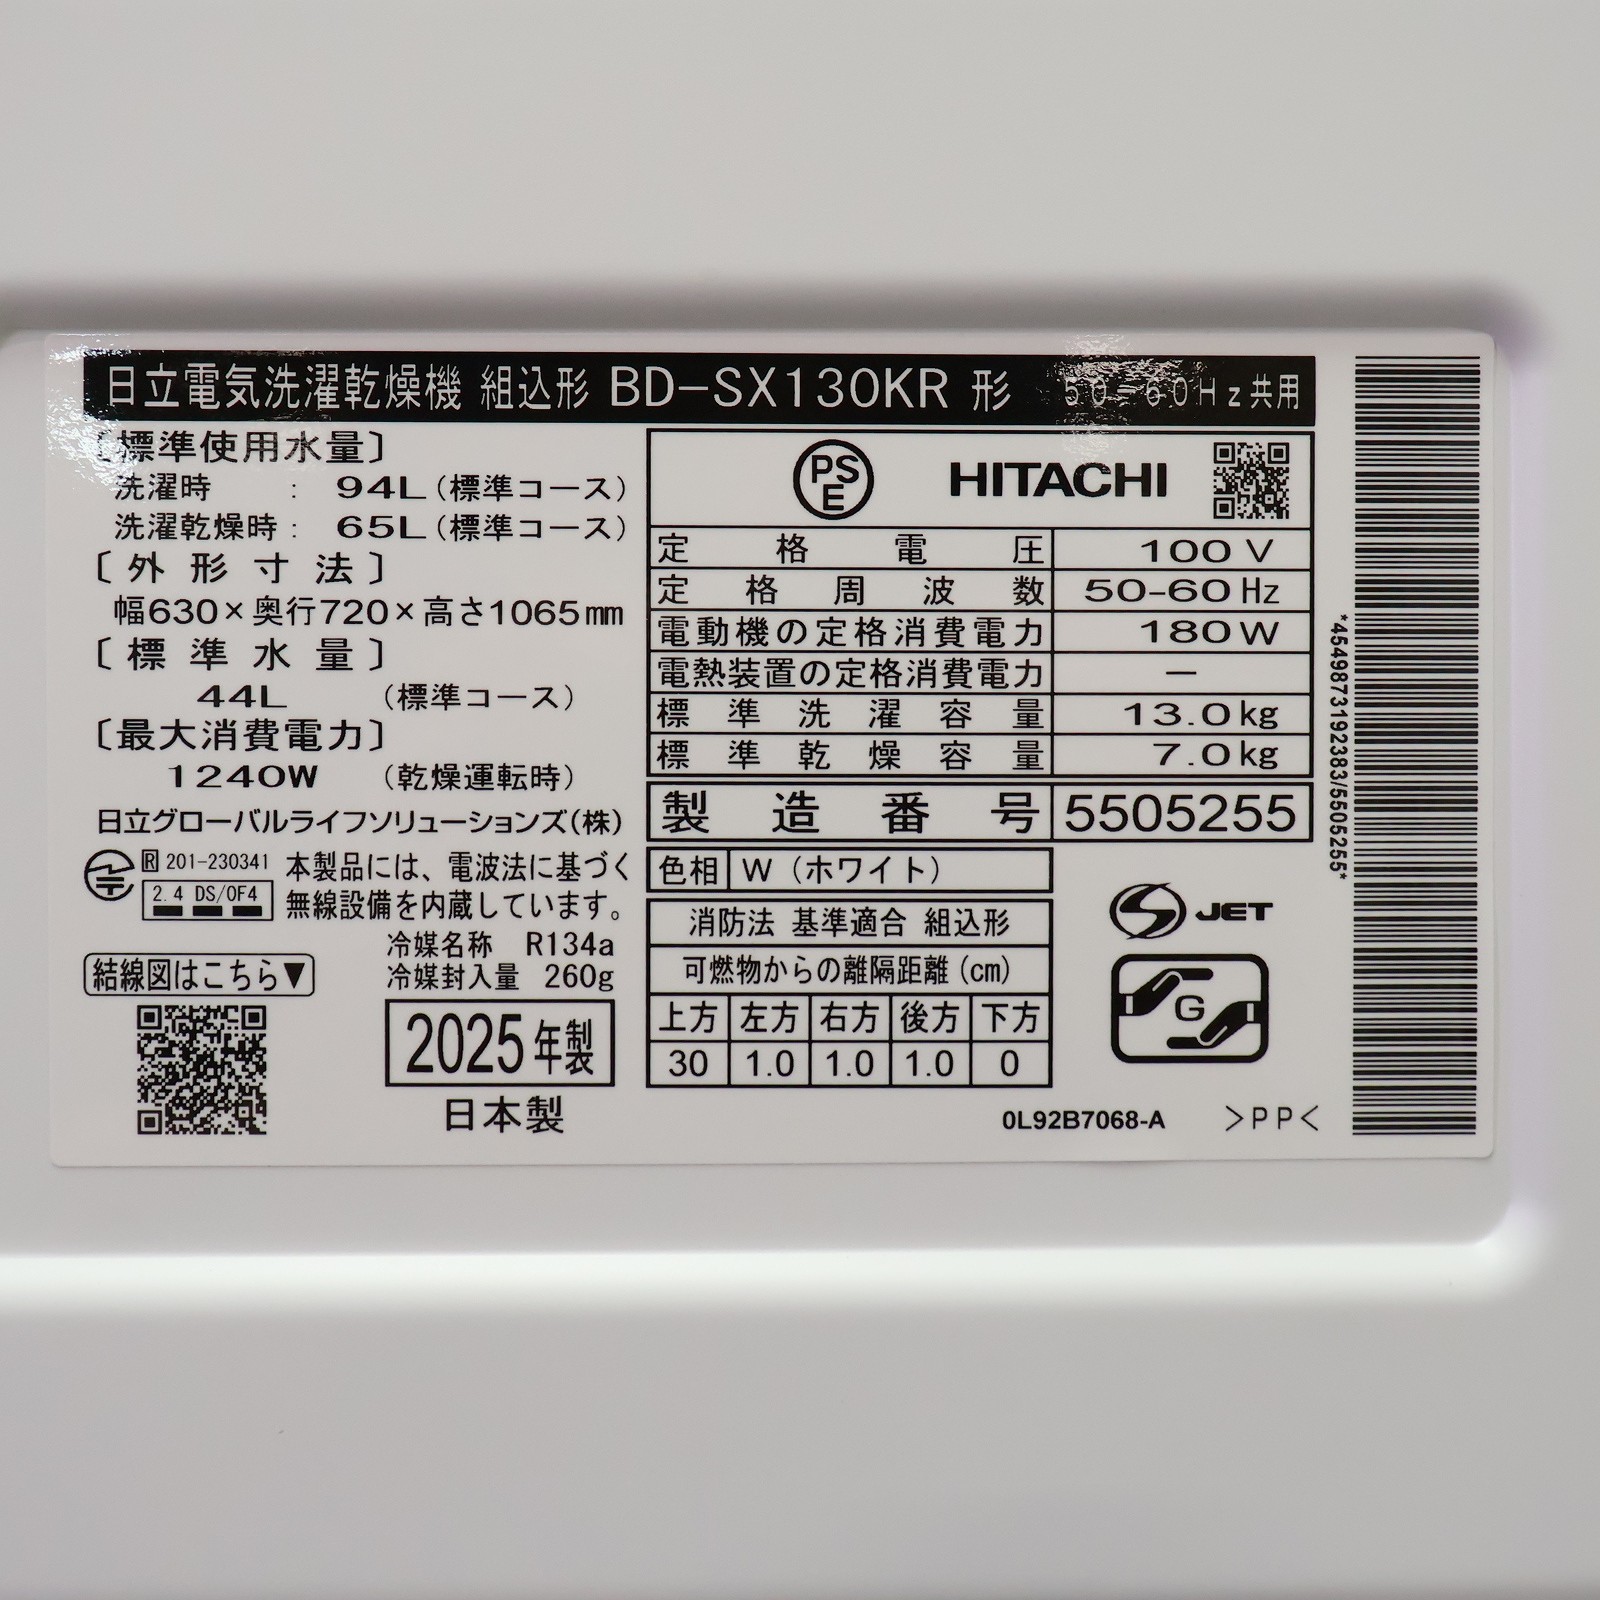 日立電気洗濯乾燥機 組込形 BD-SX130KR 形 50-60Hz共用
〔標準使用水量〕
洗濯時 : 94L(標準コース)
洗濯乾燥時: 65L(標準コース)
〔外形寸法〕
幅630×奥行720×高さ1065mm
〔標準水量〕
44L (標準コース)
〔最大消費電力〕
1240W (乾燥運転時)
日立グローバルライフソリューションズ(株)
R 201-230341
2.4 DS/OF4
本製品には、電波法に基づく
無線設備を内蔵しています。
冷媒名称 R134a
冷媒封入量 260g
結線図はこちら▼
2025年製
日本製
PSE HITACHI
定格電圧 100V
定格周波数 50-60Hz
電動機の定格消費電力 180W
電熱装置の定格消費電力 －
標準洗濯容量 13.0kg
標準乾燥容量 7.0kg
製造番号 5505255
色相 W(ホワイト)
消防法 基準適合 組込形
可燃物からの離隔距離(cm)
上方 左方 右方 後方 下方
30 1.0 1.0 1.0 0
S JET
G
0L92B7068-A >PP<
*4549873192383/5505255*